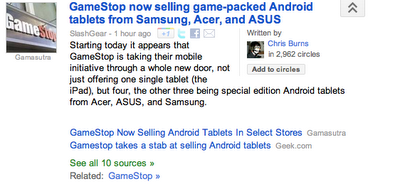 GameStop now selling game-packed Android
tablets from Samsung, Acer, and ASUS
GameStop
Gamasutra
SlashGear - 1 hour ago +1
Written by
Chris Burns
in 2,962 circles
Add to circles
Starting today it appears that
GameStop is taking their mobile
initiative through a whole new door, not
just offering one single tablet (the
iPad), but four, the other three being special edition Android tablets
from Acer, ASUS, and Samsung.
GameStop Now Selling Android Tablets In Select Stores Gamasutra
Gamestop takes a stab at selling Android tablets Geek.com
See all 10 sources »
Related: GameStop »